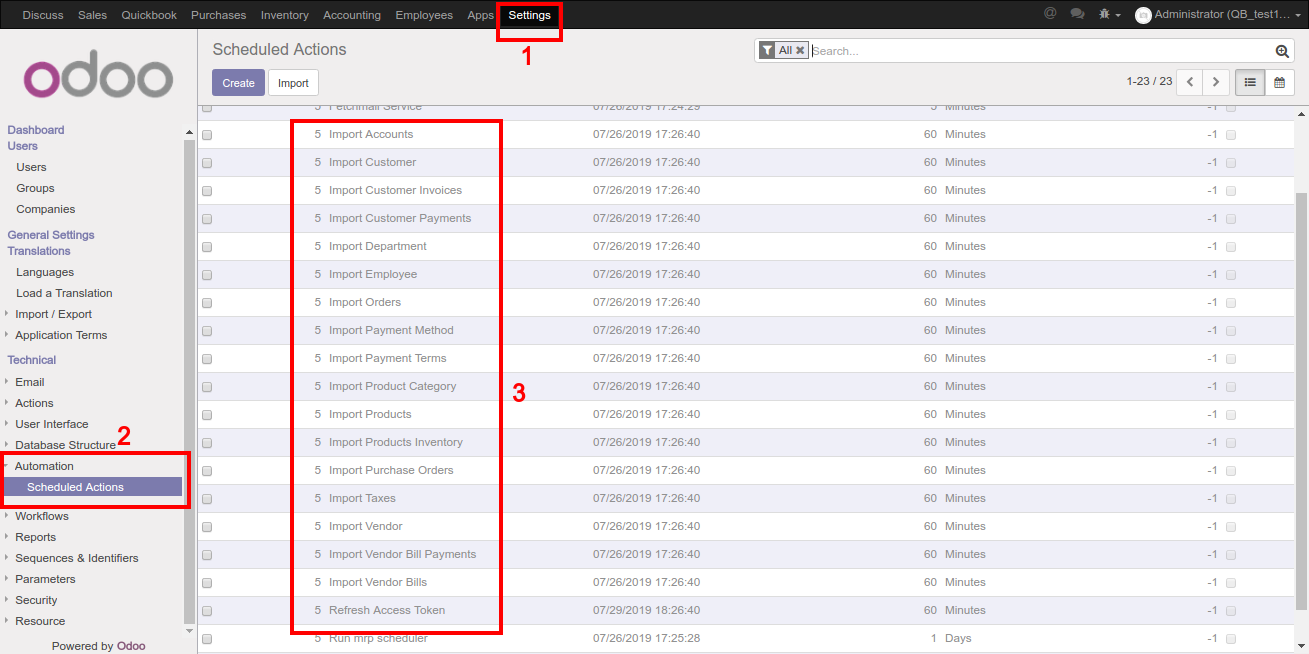 Discuss Sales Quickbook Purchases Inventory Accounting Employees Apps Settings @ Administrator (QB_test1...
1
odoo
Scheduled Actions
All Search...
Create Import
1-23 / 23
Dashboard
Users
Users
Groups
Companies
General Settings
Translations
Languages
Load a Translation
Import / Export
Application Terms
Technical
Email
Actions
User Interface
Database Structure
2
Automation
Scheduled Actions
Workflows
Reports
Sequences & Identifiers
Parameters
Security
Resource
Powered by Odoo
5 Fetchmail Service 07/26/2019 17:24:29 5 Minutes -1
5 Import Accounts 07/26/2019 17:26:40 60 Minutes -1
5 Import Customer 07/26/2019 17:26:40 60 Minutes -1
5 Import Customer Invoices 07/26/2019 17:26:40 60 Minutes -1
5 Import Customer Payments 07/26/2019 17:26:40 60 Minutes -1
5 Import Department 07/26/2019 17:26:40 60 Minutes -1
5 Import Employee 07/26/2019 17:26:40 60 Minutes -1
5 Import Orders 07/26/2019 17:26:40 60 Minutes -1
5 Import Payment Method 07/26/2019 17:26:40 60 Minutes -1
5 Import Payment Terms 07/26/2019 17:26:40 60 Minutes -1
5 Import Product Category 07/26/2019 17:26:40 60 Minutes -1
3
5 Import Products 07/26/2019 17:26:40 60 Minutes -1
5 Import Products Inventory 07/26/2019 17:26:40 60 Minutes -1
5 Import Purchase Orders 07/26/2019 17:26:40 60 Minutes -1
5 Import Taxes 07/26/2019 17:26:40 60 Minutes -1
5 Import Vendor 07/26/2019 17:26:40 60 Minutes -1
5 Import Vendor Bill Payments 07/26/2019 17:26:40 60 Minutes -1
5 Import Vendor Bills 07/26/2019 17:26:40 60 Minutes -1
5 Refresh Access Token 07/29/2019 18:26:40 60 Minutes -1
5 Run mrp scheduler 07/26/2019 17:25:28 1 Days -1